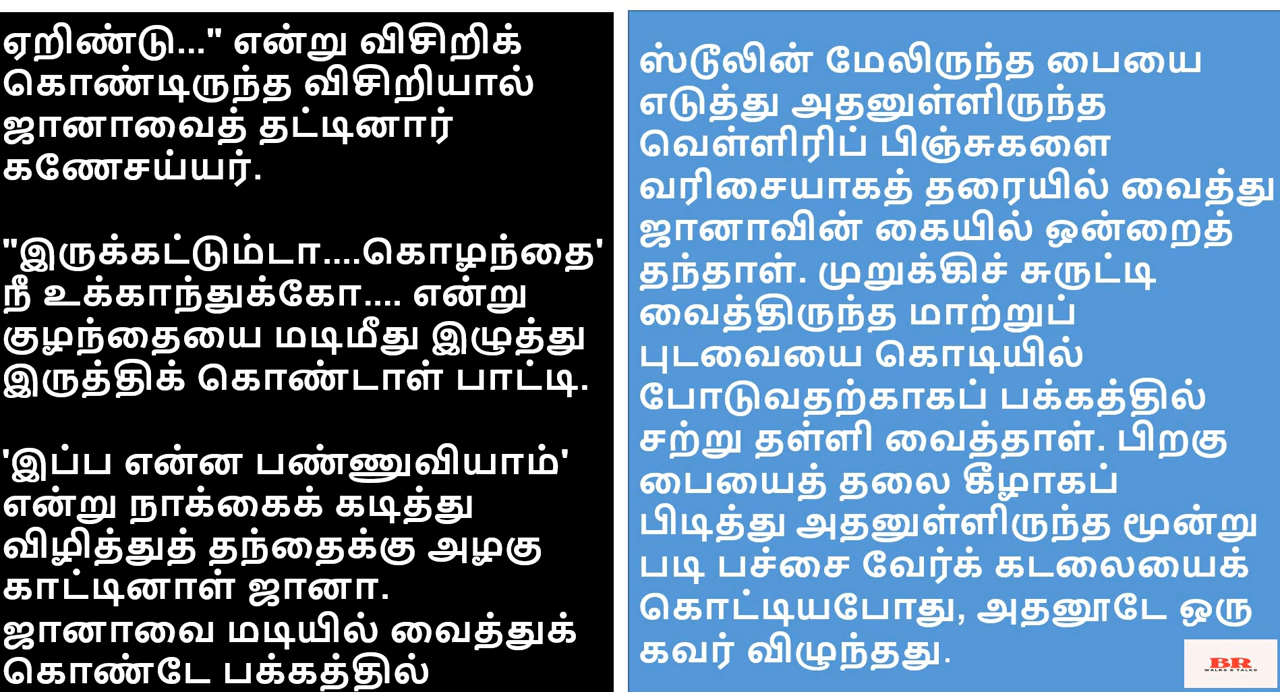 ஏறிண்டு..." என்று விசிறிக்
கொண்டிருந்த விசிறியால்
ஜானாவைத் தட்டினார்
கணேசய்யர்.
"இருக்கட்டும்டா....கொழந்தை'
நீ உக்காந்துக்கோ.... என்று
குழந்தையை மடிமீது இழுத்து
இருத்திக் கொண்டாள் பாட்டி.
'இப்ப என்ன பண்ணுவியாம்'
என்று நாக்கைக் கடித்து
விழித்துத் தந்தைக்கு அழகு
காட்டினாள் ஜானா.
ஜானாவை மடியில் வைத்துக்
கொண்டே பக்கத்தில்
ஸ்டூலின் மேலிருந்த பையை
எடுத்து அதனுள்ளிருந்த
வெள்ளிரிப் பிஞ்சுகளை
வரிசையாகத் தரையில் வைத்து
ஜானாவின் கையில் ஒன்றைத்
தந்தாள். முறுக்கிச் சுருட்டி
வைத்திருந்த மாற்றுப்
புடவையை கொடியில்
போடுவதற்காகப் பக்கத்தில்
சற்று தள்ளி வைத்தாள். பிறகு
பையைத் தலை கீழாகப்
பிடித்து அதனுள்ளிருந்த மூன்று
படி பச்சை வேர்க் கடலையைக்
கொட்டியபோது, அதனூடே ஒரு
கவர் விழுந்தது.
BR
WALKS & TALKS